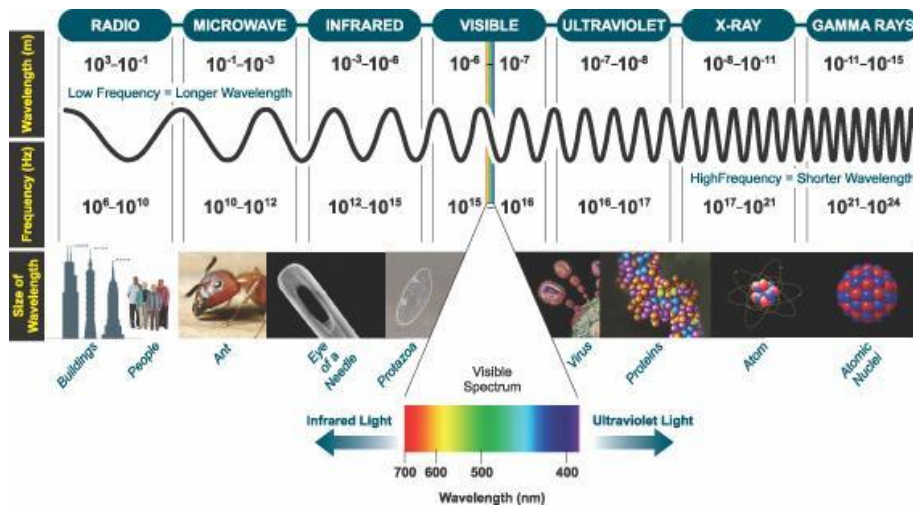 RADIO MICROWAVE INFRARED VISIBLE ULTRAVIOLET X-RAY GAMMA RAYS
Wavelength (m)
10³–10⁻¹ 10⁻¹–10⁻³ 10⁻³–10⁻⁶ 10⁻⁶ – 10⁻⁷ 10⁻⁷–10⁻⁸ 10⁻⁸–10⁻¹¹ 10⁻¹¹–10⁻¹⁵
Low Frequency = Longer Wavelength
HighFrequency = Shorter Wavelength
Frequency (Hz)
10⁶–10¹⁰ 10¹⁰–10¹² 10¹²–10¹⁵ 10¹⁵ – 10¹⁶ 10¹⁶–10¹⁷ 10¹⁷–10²¹ 10²¹–10²⁴
Size of
Wavelength
Buildings
People
Ant
Eye
of a
Needle
Protazoa
Virus
Proteins
Atom
Atomic
Nuclei
Visible
Spectrum
Infrared Light
Ultraviolet Light
700 600 500 400
Wavelength (nm)